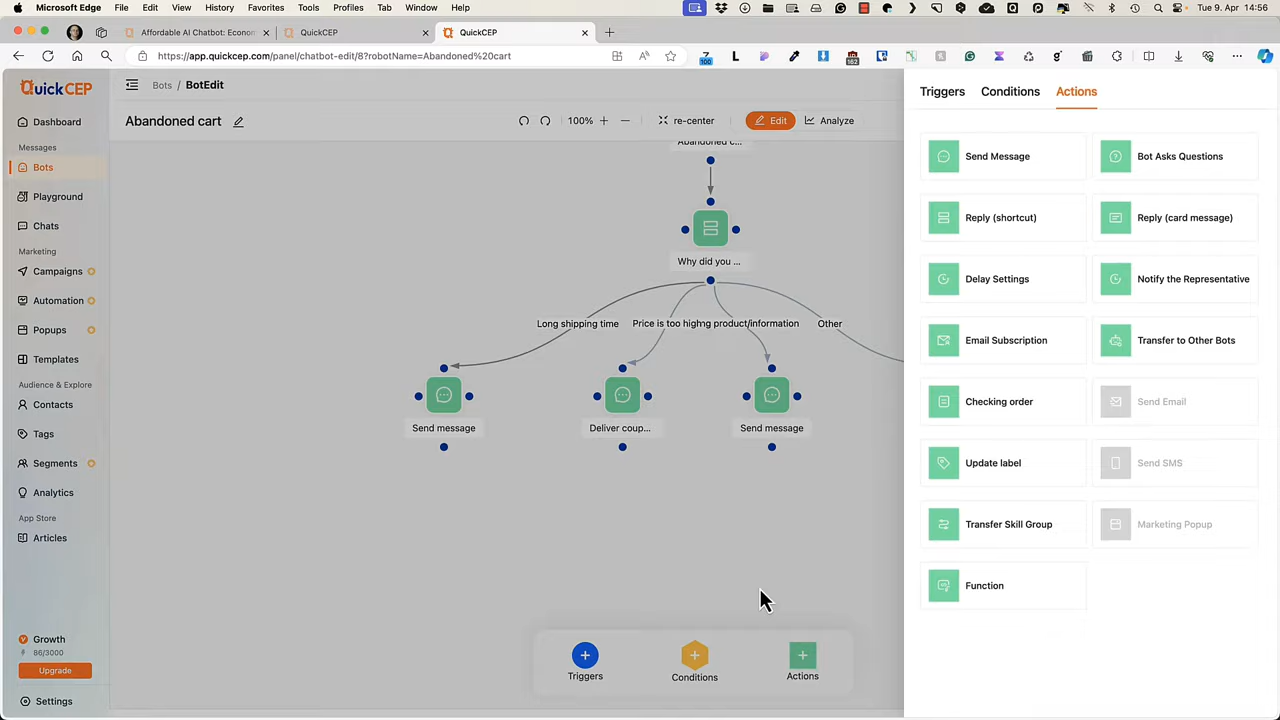 Microsoft Edge File Edit View History Favorites Tools Profiles Tab Window Help Tue 9. Apr 14:56
Affordable AI Chatbot: Econom
QuickCEP
QuickCEP
https://app.quickcep.com/panel/chatbot-edit/8?robotName=Abandoned%20cart
QuickCEP
Dashboard
Messages
Bots
Playground
Chats
Marketing
Campaigns
Automation
Popups
Templates
Audience & Explore
Contacts
Tags
Segments
Analytics
App Store
Articles
Growth
86/3000
Upgrade
Settings
Bots / BotEdit
Abandoned cart
100%
re-center
Edit
Analyze
Abandoned c...
Why did you ...
Long shipping time
Price is too high
ng product/information
Other
Send message
Deliver coup...
Send message
Triggers
Conditions
Actions
Triggers Conditions Actions
Send Message
Bot Asks Questions
Reply (shortcut)
Reply (card message)
Delay Settings
Notify the Representative
Email Subscription
Transfer to Other Bots
Checking order
Send Email
Update label
Send SMS
Transfer Skill Group
Marketing Popup
Function